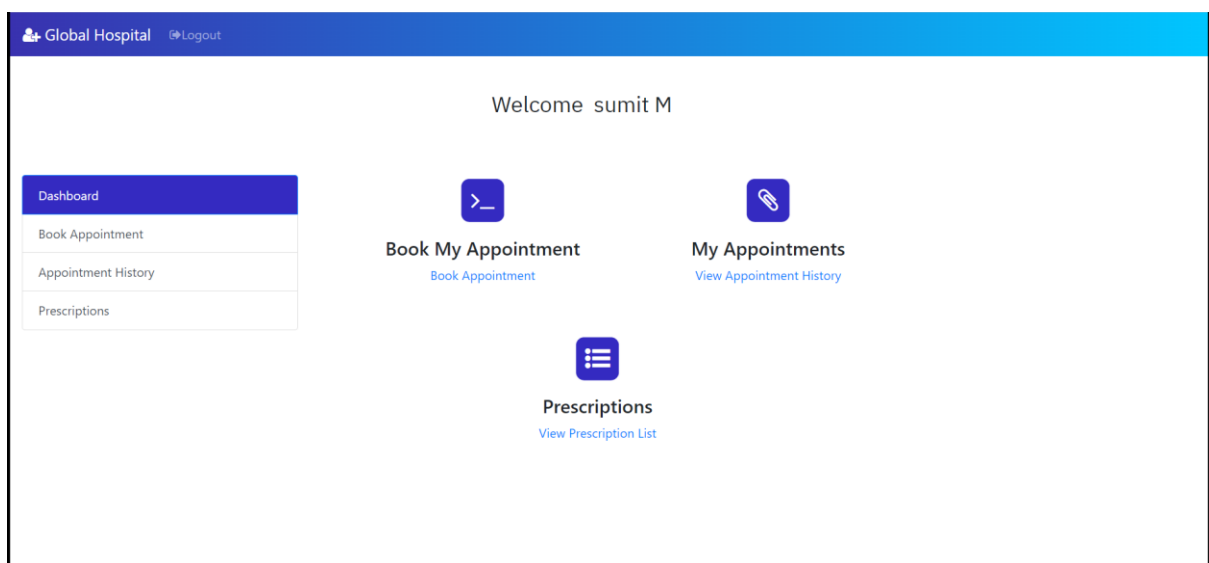 Global Hospital Logout
Welcome sumit M
Dashboard
Book Appointment
Appointment History
Prescriptions
Book My Appointment
Book Appointment
My Appointments
View Appointment History
Prescriptions
View Prescription List